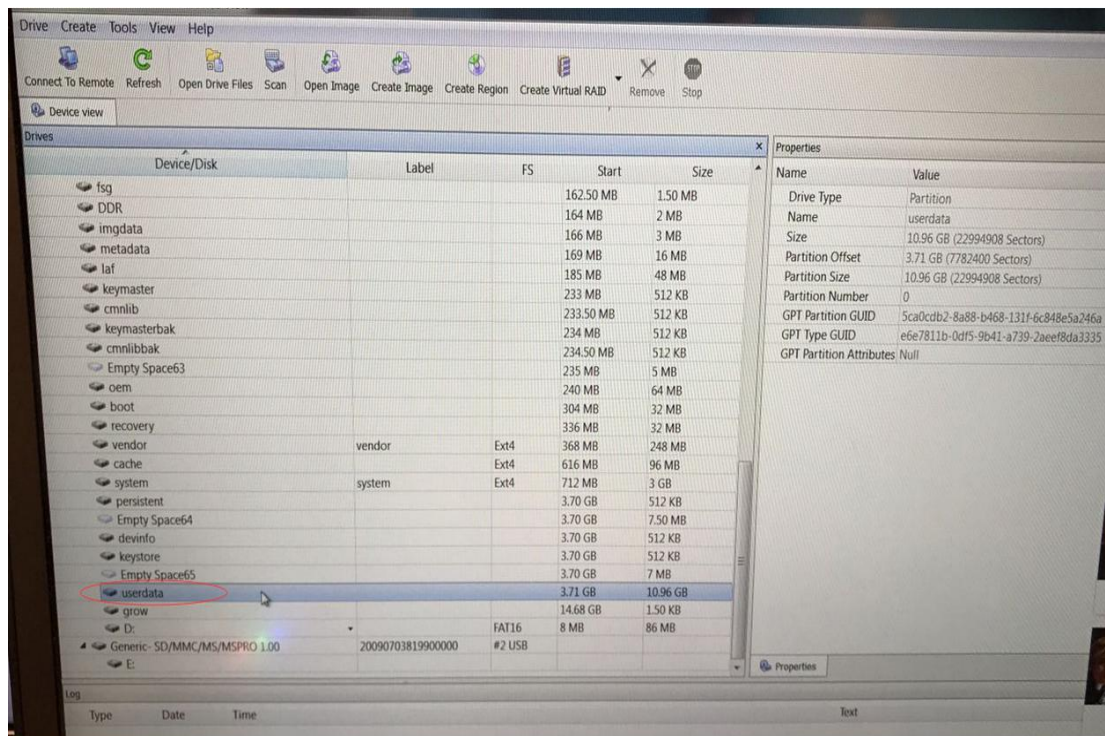 Drive Create Tools View Help
Connect To Remote Refresh Open Drive Files Scan Open Image Create Image Create Region Create Virtual RAID Remove Stop
STOP
Device view
Drives x Properties
Device/Disk Label FS Start Size Name Value
fsg 162.50 MB 1.50 MB Drive Type Partition
DDR 164 MB 2 MB Name userdata
imgdata 166 MB 3 MB Size 10.96 GB (22994908 Sectors)
metadata 169 MB 16 MB Partition Offset 3.71 GB (7782400 Sectors)
laf 185 MB 48 MB Partition Size 10.96 GB (22994908 Sectors)
keymaster 233 MB 512 KB Partition Number 0
cmnlib 233.50 MB 512 KB GPT Partition GUID 5ca0cdb2-8a88-b468-131f-6c848e5a246a
keymasterbak 234 MB 512 KB GPT Type GUID e6e7811b-0df5-9b41-a739-2aeef8da3335
cmnlibbak 234.50 MB 512 KB GPT Partition Attributes Null
Empty Space63 235 MB 5 MB
oem 240 MB 64 MB
boot 304 MB 32 MB
recovery 336 MB 32 MB
vendor vendor Ext4 368 MB 248 MB
cache Ext4 616 MB 96 MB
system system Ext4 712 MB 3 GB
persistent 3.70 GB 512 KB
Empty Space64 3.70 GB 7.50 MB
devinfo 3.70 GB 512 KB
keystore 3.70 GB 512 KB
Empty Space65 3.70 GB 7 MB
userdata 3.71 GB 10.96 GB
grow 14.68 GB 1.50 KB
D: FAT16 8 MB 86 MB
Generic- SD/MMC/MS/MSPRO 1.00 20090703819900000 #2 USB
E: Properties
Log
Type Date Time Text